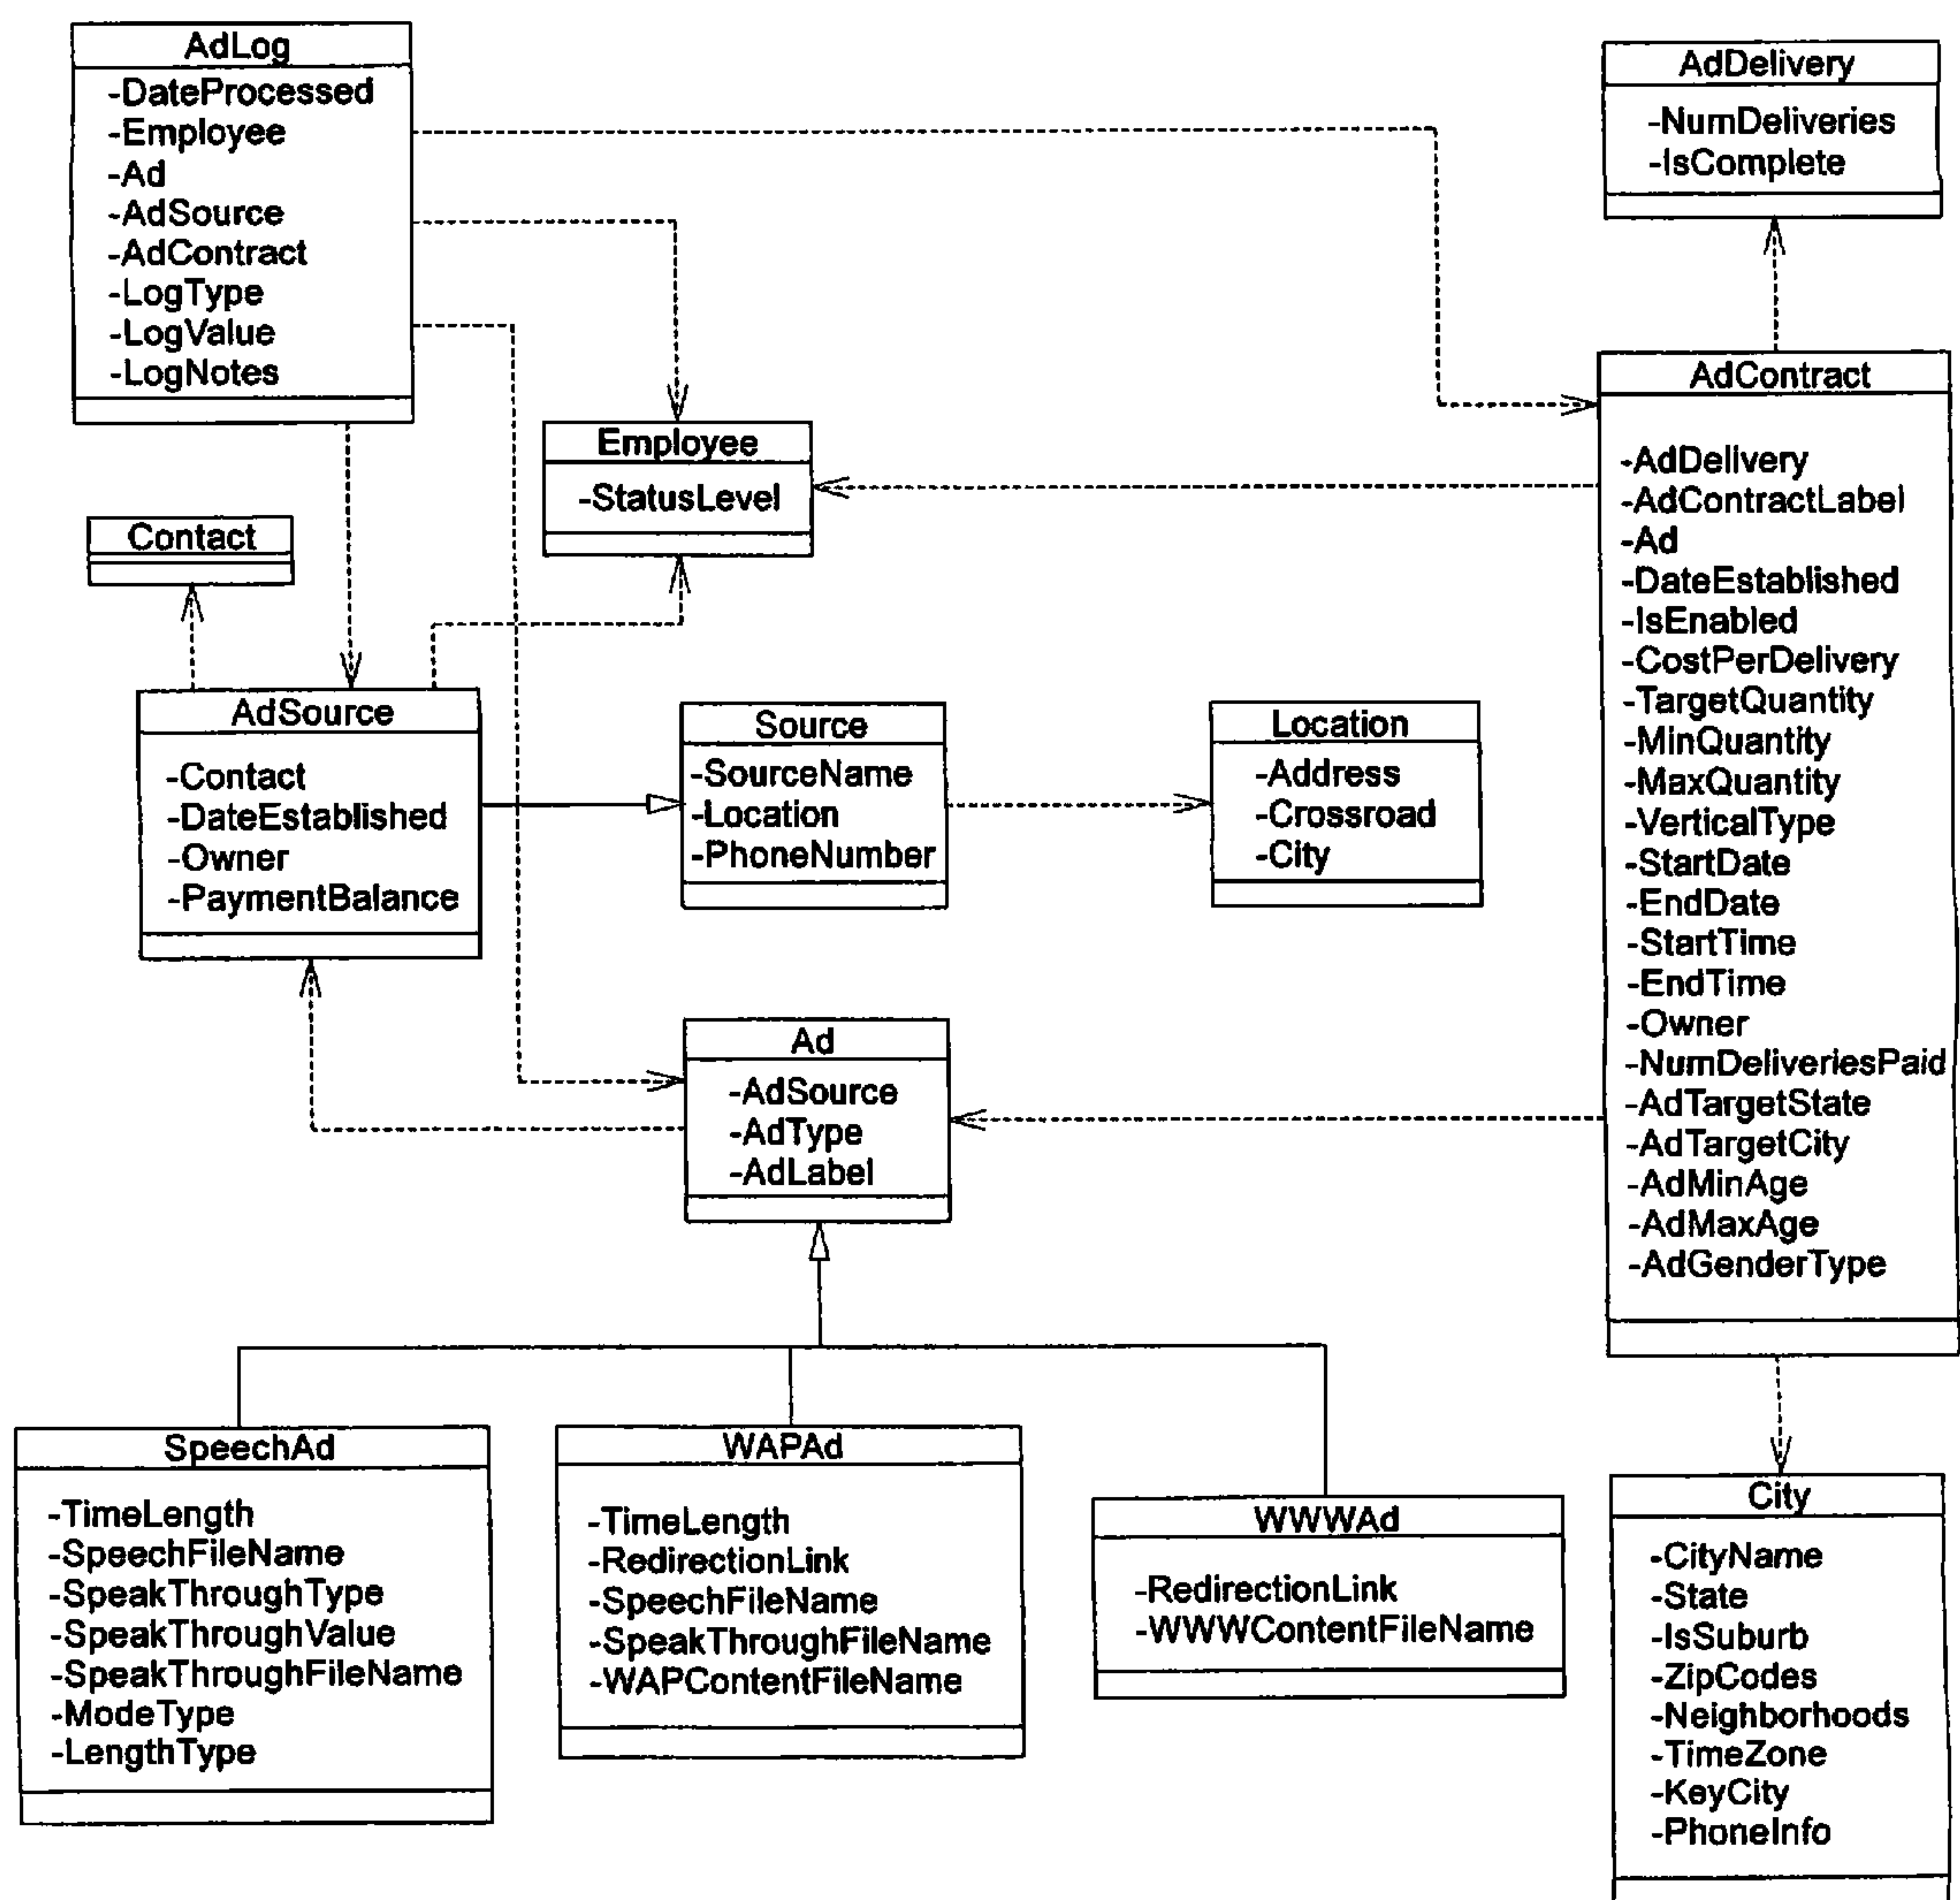 AdLog
-DateProcessed
-Employee
-Ad
-AdSource
-AdContract
-LogType
-LogValue
-LogNotes
AdDelivery
-NumDeliveries
-IsComplete
Employee
-StatusLevel
Contact
AdContract
-AdDelivery
-AdContractLabel
-Ad
-DateEstablished
-IsEnabled
-CostPerDelivery
-TargetQuantity
-MinQuantity
-MaxQuantity
-VerticalType
-StartDate
-EndDate
-StartTime
-EndTime
-Owner
-NumDeliveriesPaid
-AdTargetState
-AdTargetCity
-AdMinAge
-AdMaxAge
-AdGenderType
AdSource
-Contact
-DateEstablished
-Owner
-PaymentBalance
Source
-SourceName
-Location
-PhoneNumber
Location
-Address
-Crossroad
-City
Ad
-AdSource
-AdType
-AdLabel
SpeechAd
-TimeLength
-SpeechFileName
-SpeakThroughType
-SpeakThroughValue
-SpeakThroughFileName
-ModeType
-LengthType
WAPAd
-TimeLength
-RedirectionLink
-SpeechFileName
-SpeakThroughFileName
-WAPContentFileName
WWWAd
-RedirectionLink
-WWWContentFileName
City
-CityName
-State
-IsSuburb
-ZipCodes
-Neighborhoods
-TimeZone
-KeyCity
-PhoneInfo